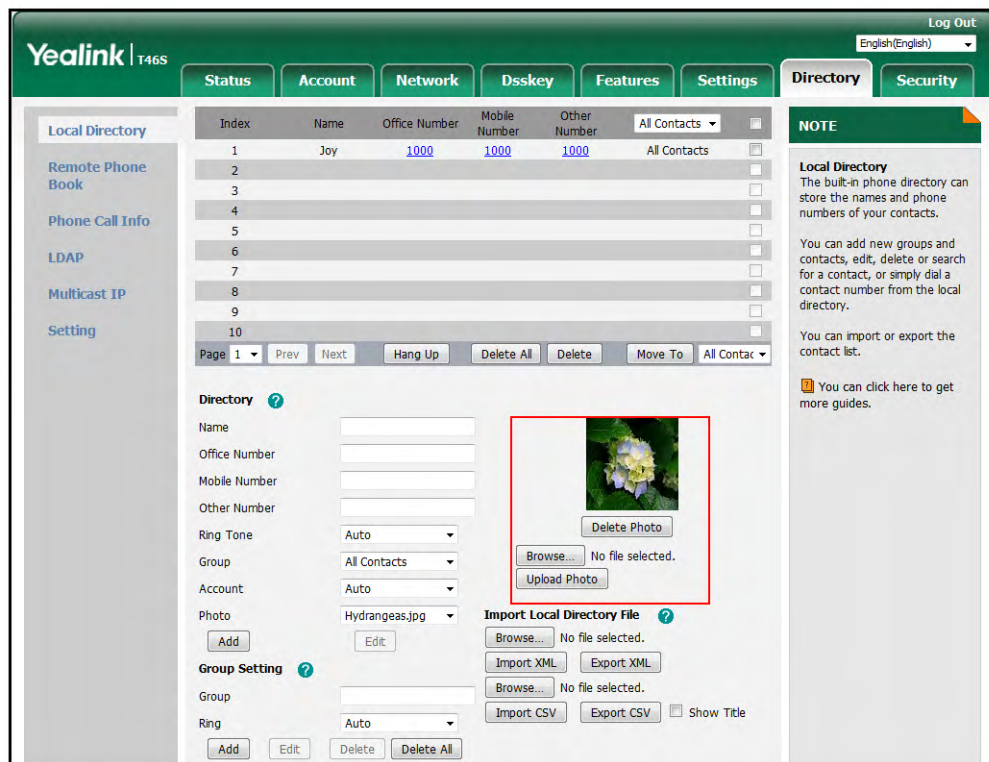 Log Out
Yealink T46S
English(English)
Status Account Network Dsskey Features Settings Directory Security
Local Directory
Remote Phone
Book
Phone Call Info
LDAP
Multicast IP
Setting
Index Name Office Number Mobile Number Other Number All Contacts
1 Joy 1000 1000 1000 All Contacts
2
3
4
5
6
7
8
9
10
Page 1 Prev Next Hang Up Delete All Delete Move To All Contac
Directory ?
Name
Office Number
Mobile Number
Other Number
Ring Tone Auto
Group All Contacts
Account Auto
Photo Hydrangeas.jpg
Add Edit
Group Setting ?
Group
Ring Auto
Add Edit Delete Delete All
Delete Photo
Browse... No file selected.
Upload Photo
Import Local Directory File ?
Browse... No file selected.
Import XML Export XML
Browse... No file selected.
Import CSV Export CSV Show Title
NOTE
Local Directory
The built-in phone directory can
store the names and phone
numbers of your contacts.
You can add new groups and
contacts, edit, delete or search
for a contact, or simply dial a
contact number from the local
directory.
You can import or export the
contact list.
? You can click here to get
more guides.